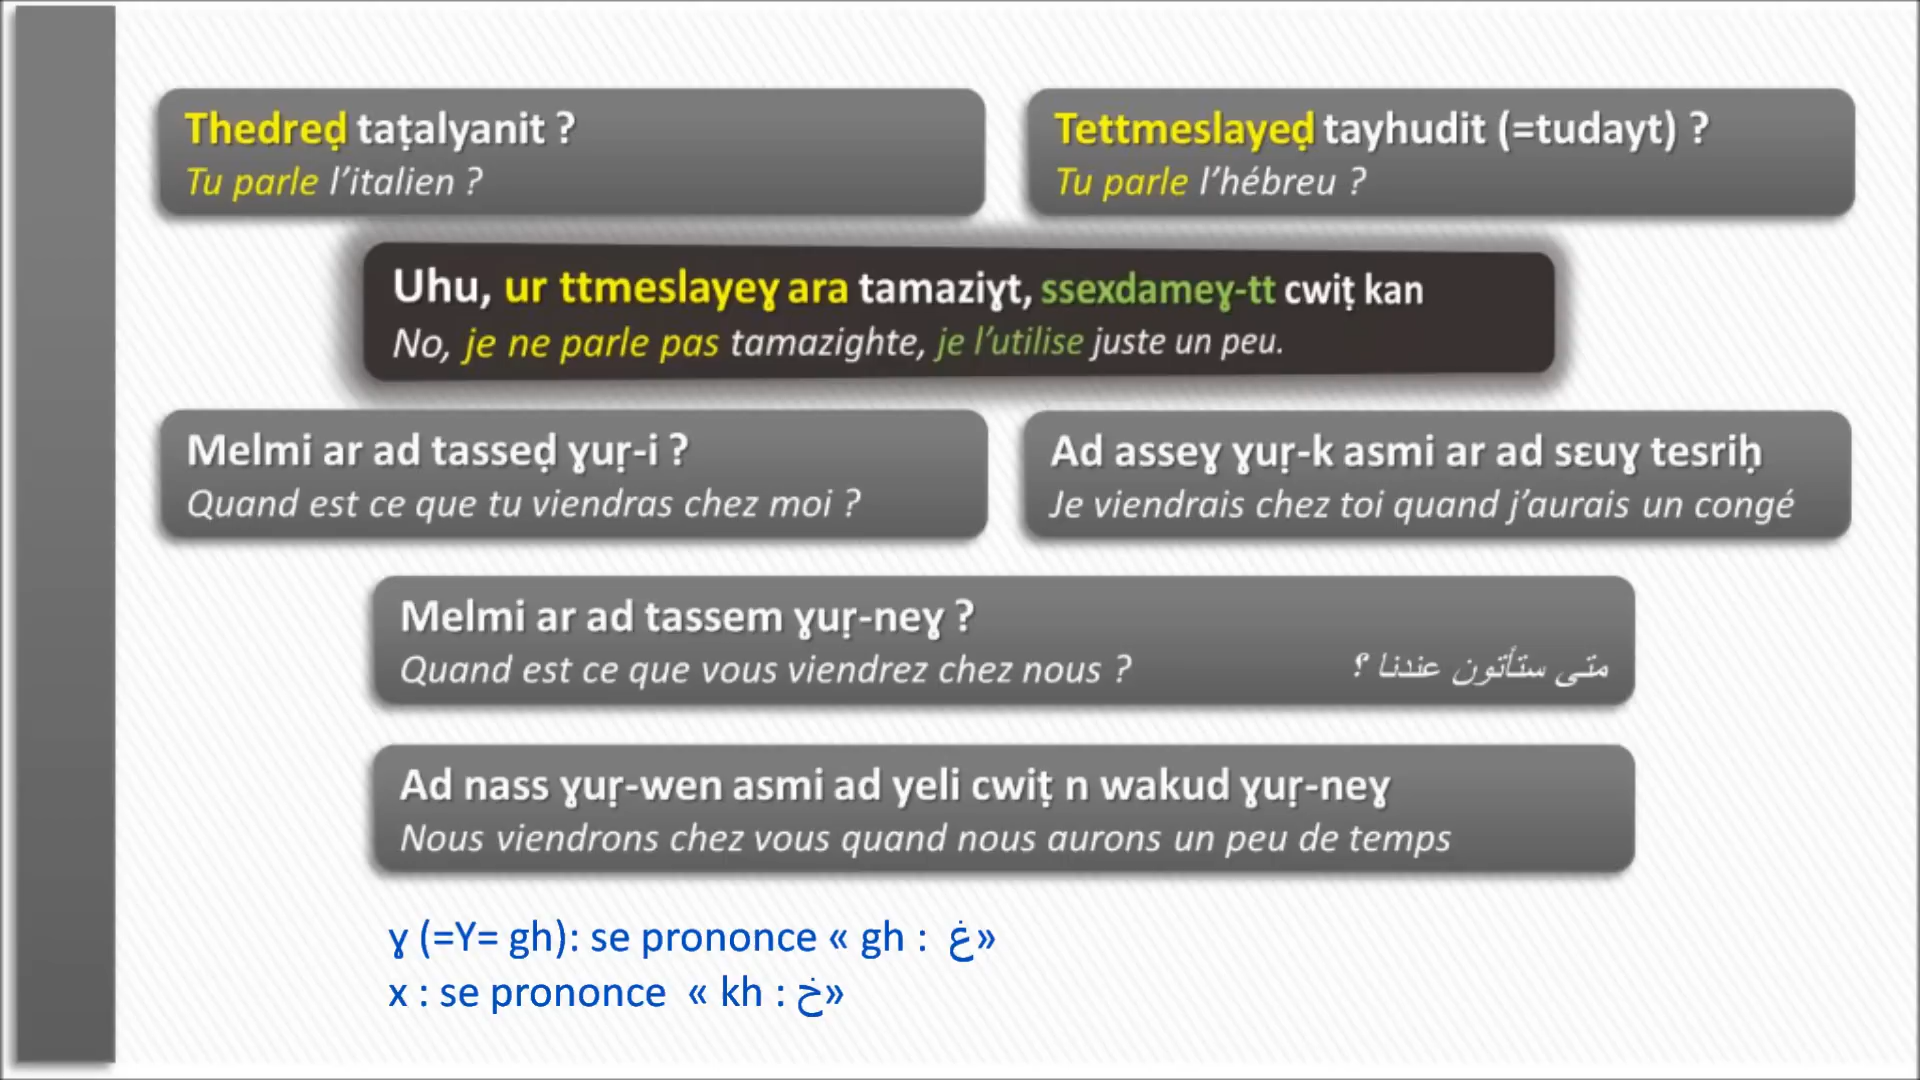 Thedreḍ taṭalyanit ?
Tu parle l’italien ?
Tettmeslayeḍ tayhudit (=tudayt) ?
Tu parle l’hébreu ?
Uhu, ur ttmeslayeɣ ara tamaziɣt, ssexdameɣ-tt cwiṭ kan
No, je ne parle pas tamazighte, je l’utilise juste un peu.
Melmi ar ad tasseḍ ɣuṛ-i ?
Quand est ce que tu viendras chez moi ?
Ad asseɣ ɣuṛ-k asmi ar ad sɛuɣ tesriḥ
Je viendrais chez toi quand j’aurais un congé
Melmi ar ad tassem ɣuṛ-neɣ ?
Quand est ce que vous viendrez chez nous ?
متى ستأتون عندنا ؟
Ad nass ɣuṛ-wen asmi ad yeli cwiṭ n wakud ɣuṛ-neɣ
Nous viendrons chez vous quand nous aurons un peu de temps
ɣ (=Y= gh): se prononce « gh : غ»
x : se prononce « kh : خ»